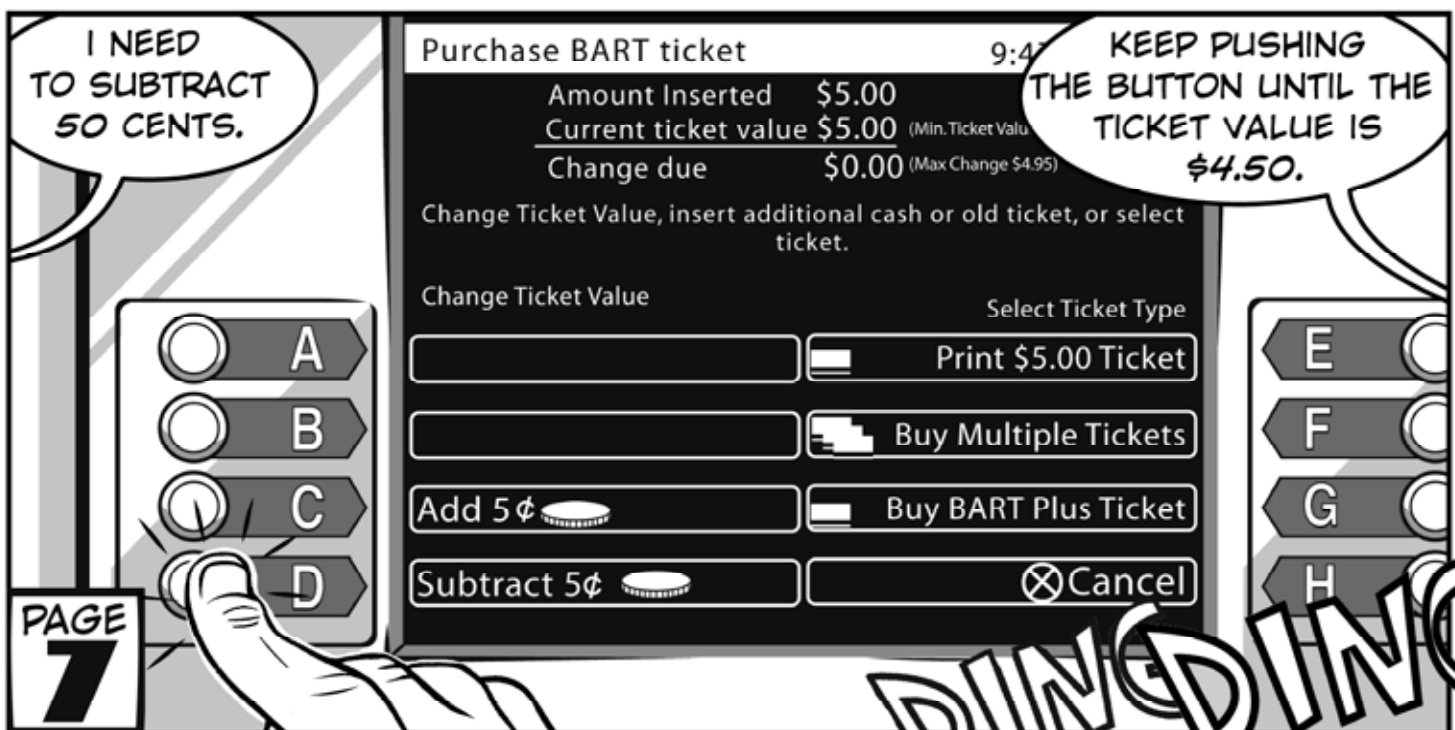 I NEED
TO SUBTRACT
50 CENTS.
KEEP PUSHING
THE BUTTON UNTIL THE
TICKET VALUE IS
$4.50.
Purchase BART ticket
Amount Inserted $5.00
Current ticket value $5.00 (Min. Ticket
Change due $0.00 (Max Change $4.95)
Change Ticket Value, insert additional cash or old ticket, or select
ticket.
Change Ticket Value
Select Ticket Type
A
Print $5.00 Ticket
E
B
Buy Multiple Tickets
F
C
Add 5¢
Buy BART Plus Ticket
G
D
Subtract 5¢
Cancel
H
PAGE
7
DING
DING